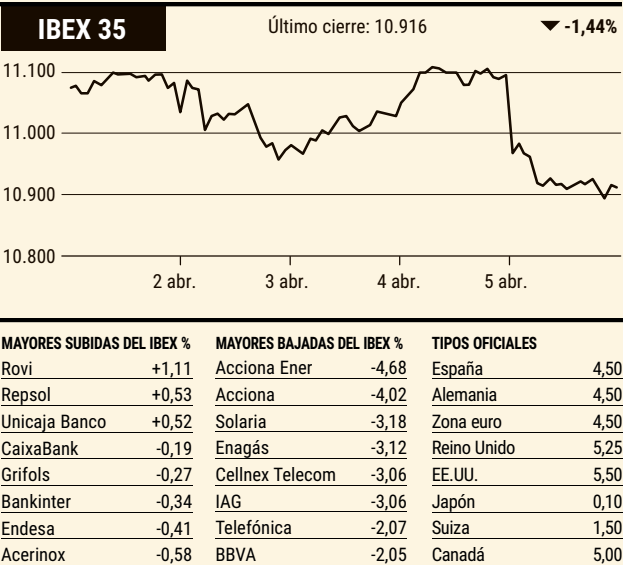 IBEX 35 Último cierre: 10.916 -1,44%
11.100
11.000
10.900
10.800
2 abr. 3 abr. 4 abr. 5 abr.
MAYORES SUBIDAS DEL IBEX % MAYORES BAJADAS DEL IBEX % TIPOS OFICIALES
Rovi +1,11 Acciona Ener -4,68 España 4,50
Repsol +0,53 Acciona -4,02 Alemania 4,50
Unicaja Banco +0,52 Solaria -3,18 Zona euro 4,50
CaixaBank -0,19 Enagás -3,12 Reino Unido 5,25
Grifols -0,27 Cellnex Telecom -3,06 EE.UU. 5,50
Bankinter -0,34 IAG -3,06 Japón 0,10
Endesa -0,41 Telefónica -2,07 Suiza 1,50
Acerinox -0,58 BBVA -2,05 Canadá 5,00